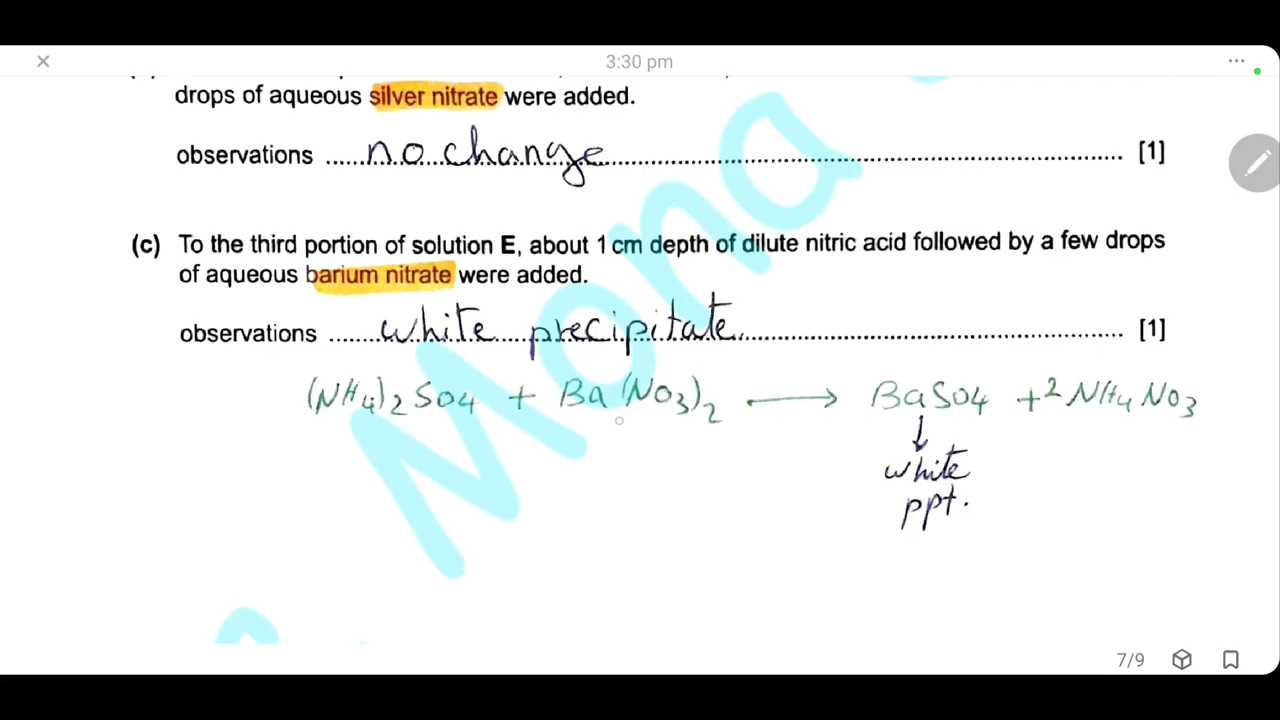 3:30 pm
drops of aqueous silver nitrate were added.
observations ...... no change ...... [1]
(c) To the third portion of solution E, about 1 cm depth of dilute nitric acid followed by a few drops
of aqueous barium nitrate were added.
observations ...... white precipitate ...... [1]
(NH4)2 SO4 + Ba (NO3)2 ⟶ BaSO4 + 2 NH4 NO3
↓
white
ppt.
Mona
7/9